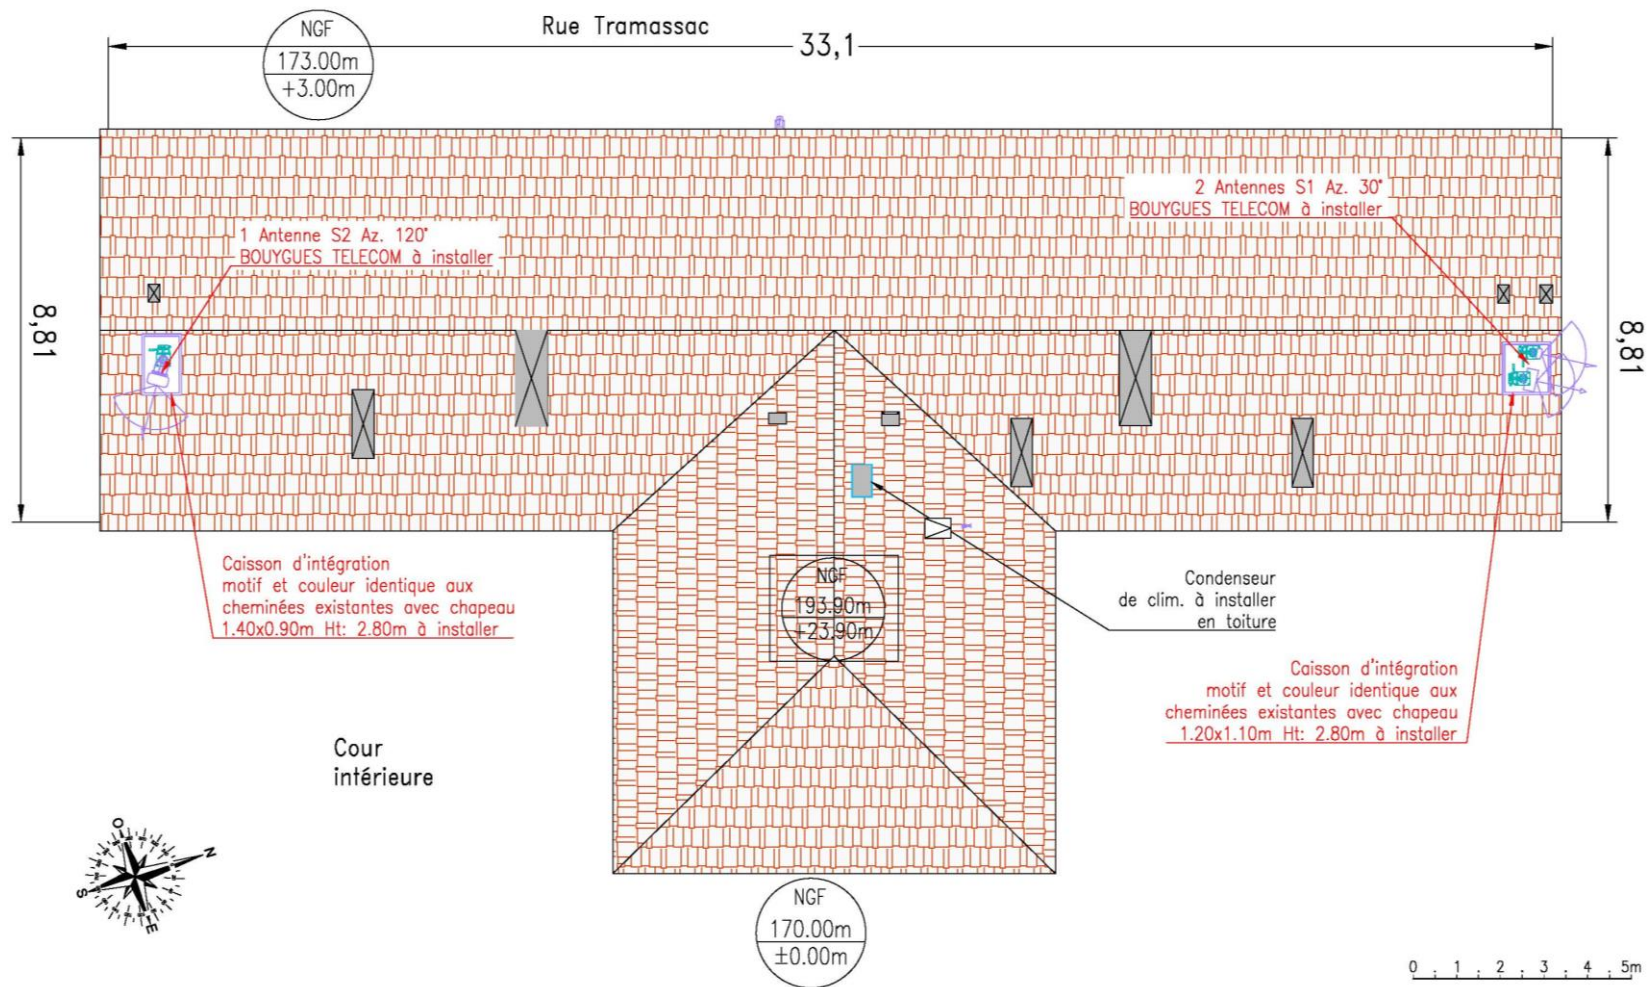 NGF
173.00m
+3.00m
Rue Tramassac
33,1
8,81
8,81
1 Antenne S2 Az. 120°
BOUYGUES TELECOM à installer
2 Antennes S1 Az. 30°
BOUYGUES TELECOM à installer
Caisson d'intégration
motif et couleur identique aux
cheminées existantes avec chapeau
1.40x0.90m Ht: 2.80m à installer
NGF
193.90m
+23.90m
Condenseur
de clim. à installer
en toiture
Caisson d'intégration
motif et couleur identique aux
cheminées existantes avec chapeau
1.20x1.10m Ht: 2.80m à installer
Cour
intérieure
O
N
S
E
NGF
170.00m
±0.00m
0 . 1 . 2 . 3 . 4 . 5m